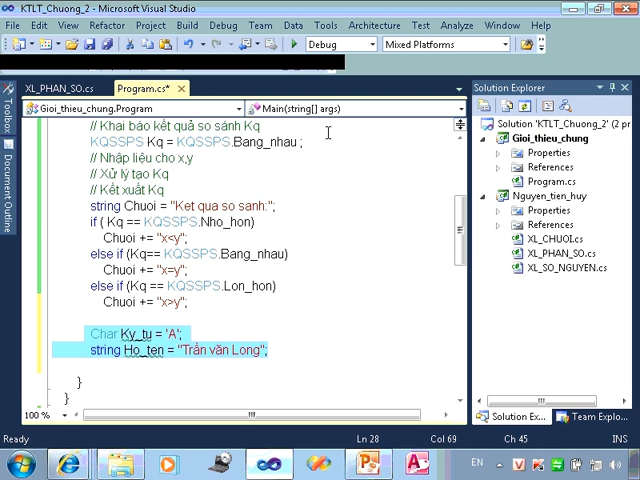 KTLT_Chuong_2 - Microsoft Visual Studio
File Edit View Refactor Project Build Team Data Tools Architecture Test Analyze Window Help
Debug Mixed Platforms
XL_PHAN_SO.cs Program.cs*
Gioi_thieu_chung.Program Main(string[] args)
Toolbox
Document Outline
// Khai báo kết quả so sánh Kq
KQSSPS Kq = KQSSPS.Bang_nhau ;
// Nhập liệu cho x,y
// Xử lý tạo Kq
// Kết xuất Kq
string Chuoi = "Ket qua so sanh:";
if ( Kq == KQSSPS.Nho_hon)
Chuoi += "x<y";
else if (Kq== KQSSPS.Bang_nhau)
Chuoi += "x=y";
else if (Kq == KQSSPS.Lon_hon)
Chuoi += "x>y";
Char Ky_tu = 'A';
string Ho_ten = "Trần văn Long";
}
}
100 %
Solution Explorer
Solution 'KTLT_Chuong_2' (2 proj
Gioi_thieu_chung
Properties
References
Program.cs
Nguyen_tien_huy
Properties
References
XL_CHUOI.cs
XL_PHAN_SO.cs
XL_SO_NGUYEN.cs
Solution Ex... Team Explo...
Ready Ln 28 Col 69 Ch 45 INS
EN